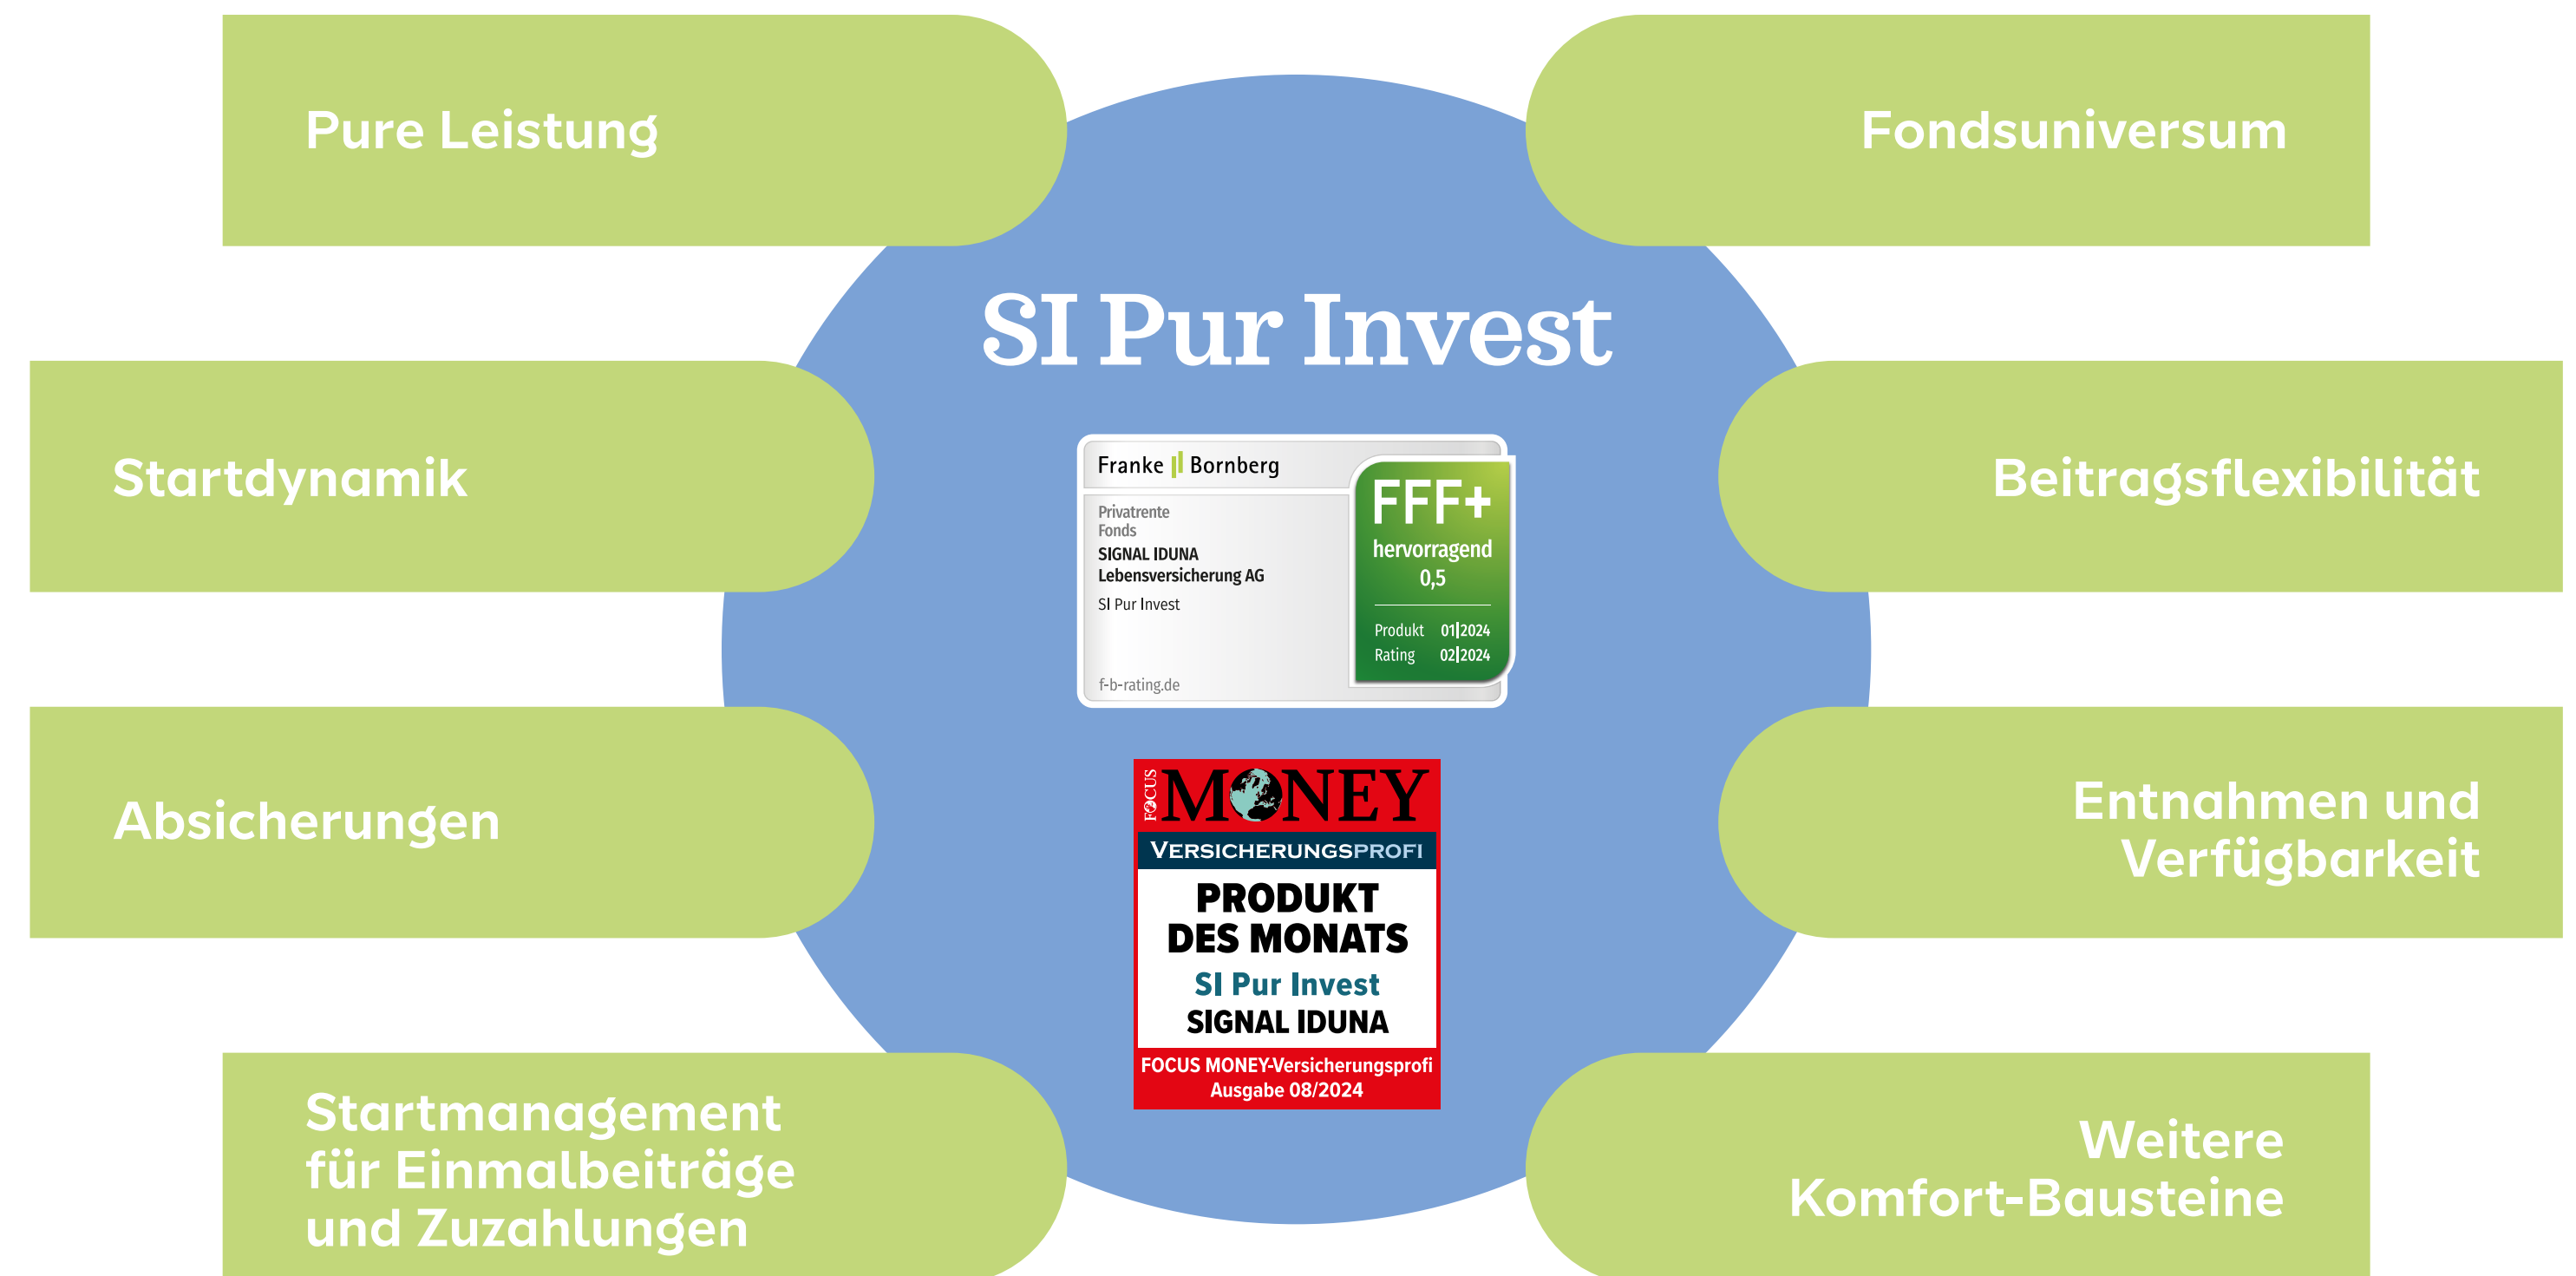 Pure Leistung
Fondsuniversum
SI Pur Invest
Startdynamik
Beitragsflexibilität
Franke Bornberg
Privatrente
Fonds
SIGNAL IDUNA
Lebensversicherung AG
SI Pur Invest
f-b-rating.de
FFF+
hervorragend
0,5
Produkt 01|2024
Rating 02|2024
Absicherungen
Entnahmen und
Verfügbarkeit
FOCUS MONEY
VERSICHERUNGSPROFI
PRODUKT
DES MONATS
SI Pur Invest
SIGNAL IDUNA
FOCUS MONEY-Versicherungsprofi
Ausgabe 08/2024
Startmanagement
für Einmalbeiträge
und Zuzahlungen
Weitere
Komfort-Bausteine